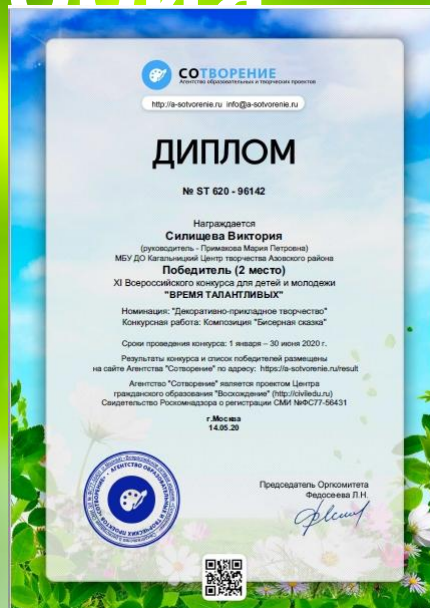 СОТВОРЕНИЕ
Агентство образовательных и творческих проектов
http://a-sotvorenie.ru info@a-sotvorenie.ru
ДИПЛОМ
№ ST 620 - 96142
Награждается
Силищева Виктория
(руководитель - Примакова Мария Петровна)
МБУ ДО Кагальницкий Центр творчества Азовского района
Победитель (2 место)
XI Всероссийского конкурса для детей и молодежи
"ВРЕМЯ ТАЛАНТЛИВЫХ"
Номинация: "Декоративно-прикладное творчество"
Конкурсная работа: Композиция "Бисерная сказка"
Сроки проведения конкурса: 1 января – 30 июня 2020 г.
Результаты конкурса и список победителей размещены
на сайте Агентства "Сотворение" по адресу: https://a-sotvorenie.ru/result
Агентство "Сотворение" является проектом Центра
гражданского образования "Восхождение" (http://civiledu.ru)
Свидетельство Роскомнадзора о регистрации СМИ №ФС77-56431
г.Москва
14.05.20
Председатель Оргкомитета
Федосеева Л.Н.